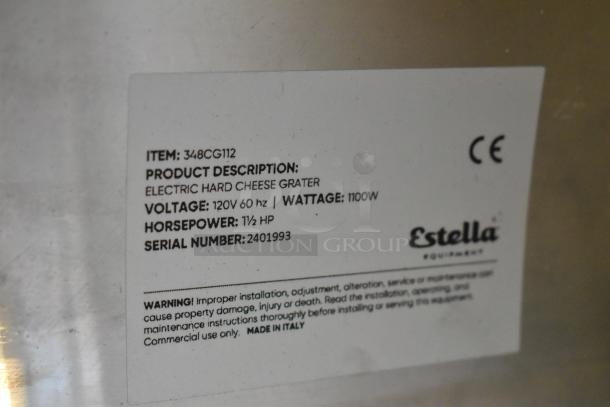 ITEM: 348CG112
PRODUCT DESCRIPTION:
ELECTRIC HARD CHEESE GRATER
VOLTAGE: 120V 60 hz | WATTAGE: 1100W
HORSEPOWER: 1½ HP
SERIAL NUMBER: 2401993
CE
Estella
EQUIPMENT
AUCTION GROUP
WARNING! Improper installation, adjustment, alteration, service or maintenance can
cause property damage, injury or death. Read the installation, operating, and
maintenance instructions thoroughly before installing or serving this equipment.
Commercial use only. MADE IN ITALY